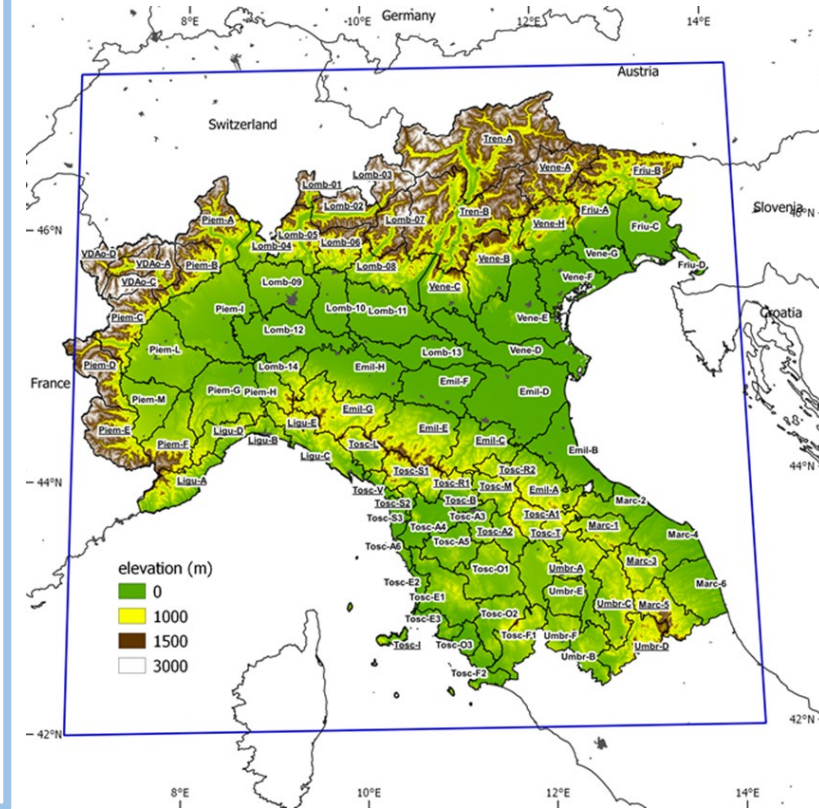 Germany
8°E 10°E 12°E 14°E
Austria
Switzerland
Tren-A
Lomb-03
Vene-A
Friu-B
Lomb-01
Lomb-02
Slovenia
46°N
Piem-A
Lomb-07
Tren-B
Friu-A
46°N
Vene-H
Friu-C
Lomb-05
Lomb-04
Lomb-06
VDAo-D
VDAo-A
Piem-B
Lomb-08
Vene-B
Vene-G
Friu-D
VDAo-C
Lomb-09
Vene-C
Vene-F
Piem-C
Piem-I
Lomb-10
Lomb-11
Vene-E
Croatia
Lomb-12
Piem-L
Lomb-13
Vene-D
Piem-D
Lomb-14
Emil-H
France
Emil-F
Piem-G
Piem-H
Emil-D
Piem-M
Emil-G
Ligu-E
Piem-E
Ligu-D
Emil-E
Piem-F
Ligu-B
Tosc-L
Emil-C
Emil-B
Ligu-C
44°N
Tosc-S1
Tosc-R2
44°N
Ligu-A
Tosc-V
Tosc-R1
Tosc-M
Emil-A
Tosc-S2
Tosc-B
Marc-2
Tosc-S3
Tosc-A3
Tosc-A1
Tosc-A4
Tosc-A2
Tosc-T
Marc-1
Marc-4
Tosc-A6
Tosc-A5
Marc-3
elevation (m)
Tosc-O1
Umbr-A
Tosc-E2
Marc-6
0
Tosc-E1
Umbr-E
Umbr-C
Marc-5
1000
Tosc-E3
Tosc-O2
1500
Tosc-F1
Umbr-F
Tosc-I
Tosc-O3
Umbr-B
Umbr-D
3000
Tosc-F2
42°N
42°N
8°E 10°E 12°E 14°E